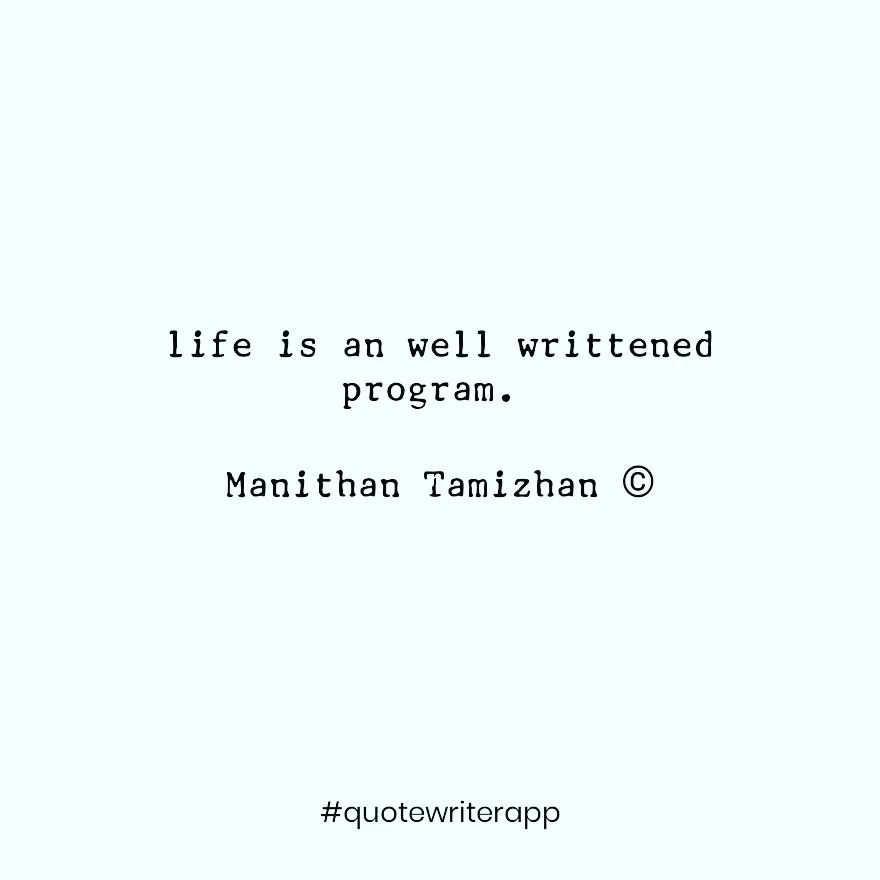 life is an well writtened
program.
Manithan Tamizhan ©
#quotewriterapp